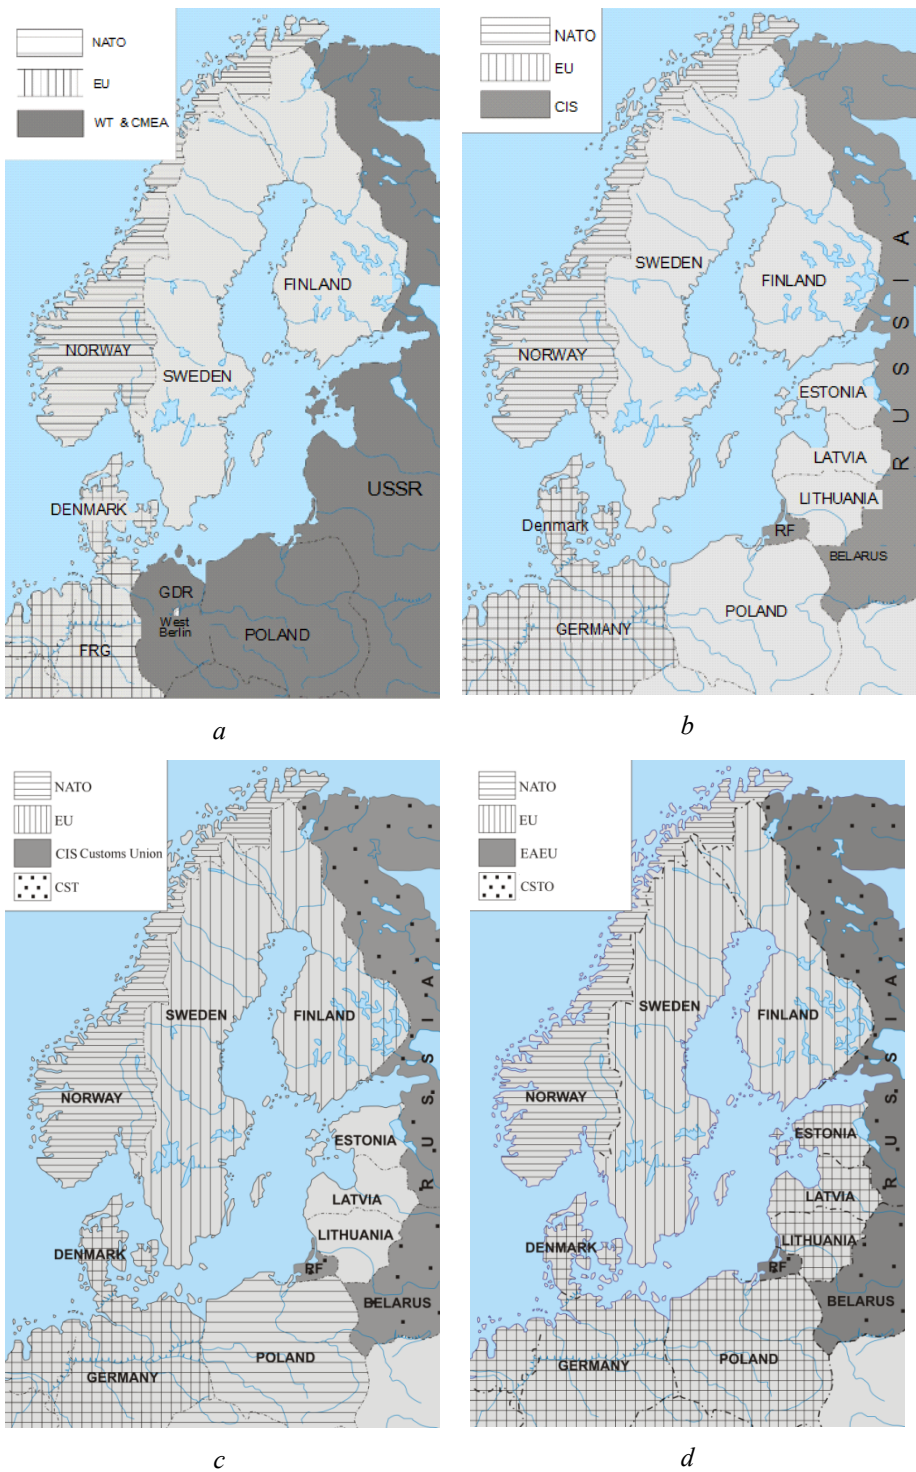 NATO
EU
WT & CMEA
FINLAND
NORWAY
SWEDEN
USSR
DENMARK
GDR
West
Berlin
POLAND
FRG
a
NATO
EU
CIS
SWEDEN
FINLAND
NORWAY
ESTONIA
RUSSIA
LATVIA
LITHUANIA
Denmark
RF
BELARUS
POLAND
GERMANY
b
NATO
EU
CIS Customs Union
CST
SWEDEN
FINLAND
NORWAY
RUSSIA
ESTONIA
LATVIA
LITHUANIA
DENMARK
RF
BELARUS
POLAND
GERMANY
c
NATO
EU
EAEU
CSTO
SWEDEN
FINLAND
NORWAY
RUSSIA
ESTONIA
LATVIA
LITHUANIA
DENMARK
RF
BELARUS
POLAND
GERMANY
d